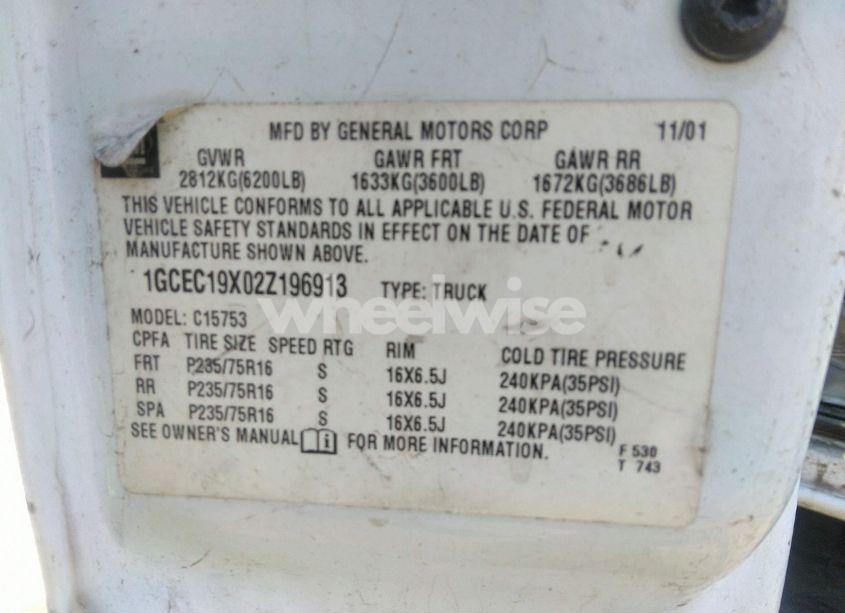 MFD BY GENERAL MOTORS CORP 11/01
GVWR GAWR FRT GAWR RR
2812KG(6200LB) 1633KG(3600LB) 1672KG(3686LB)
THIS VEHICLE CONFORMS TO ALL APPLICABLE U.S. FEDERAL MOTOR
VEHICLE SAFETY STANDARDS IN EFFECT ON THE DATE OF
MANUFACTURE SHOWN ABOVE.
1GCEC19X02Z196913 TYPE: TRUCK
wheelwise
MODEL: C15753
CPFA TIRE SIZE SPEED RTG RIM COLD TIRE PRESSURE
FRT P235/75R16 S 16X6.5J 240KPA(35PSI)
RR P235/75R16 S 16X6.5J 240KPA(35PSI)
SPA P235/75R16 S 16X6.5J 240KPA(35PSI)
SEE OWNER'S MANUAL i FOR MORE INFORMATION.
F 530
T 743